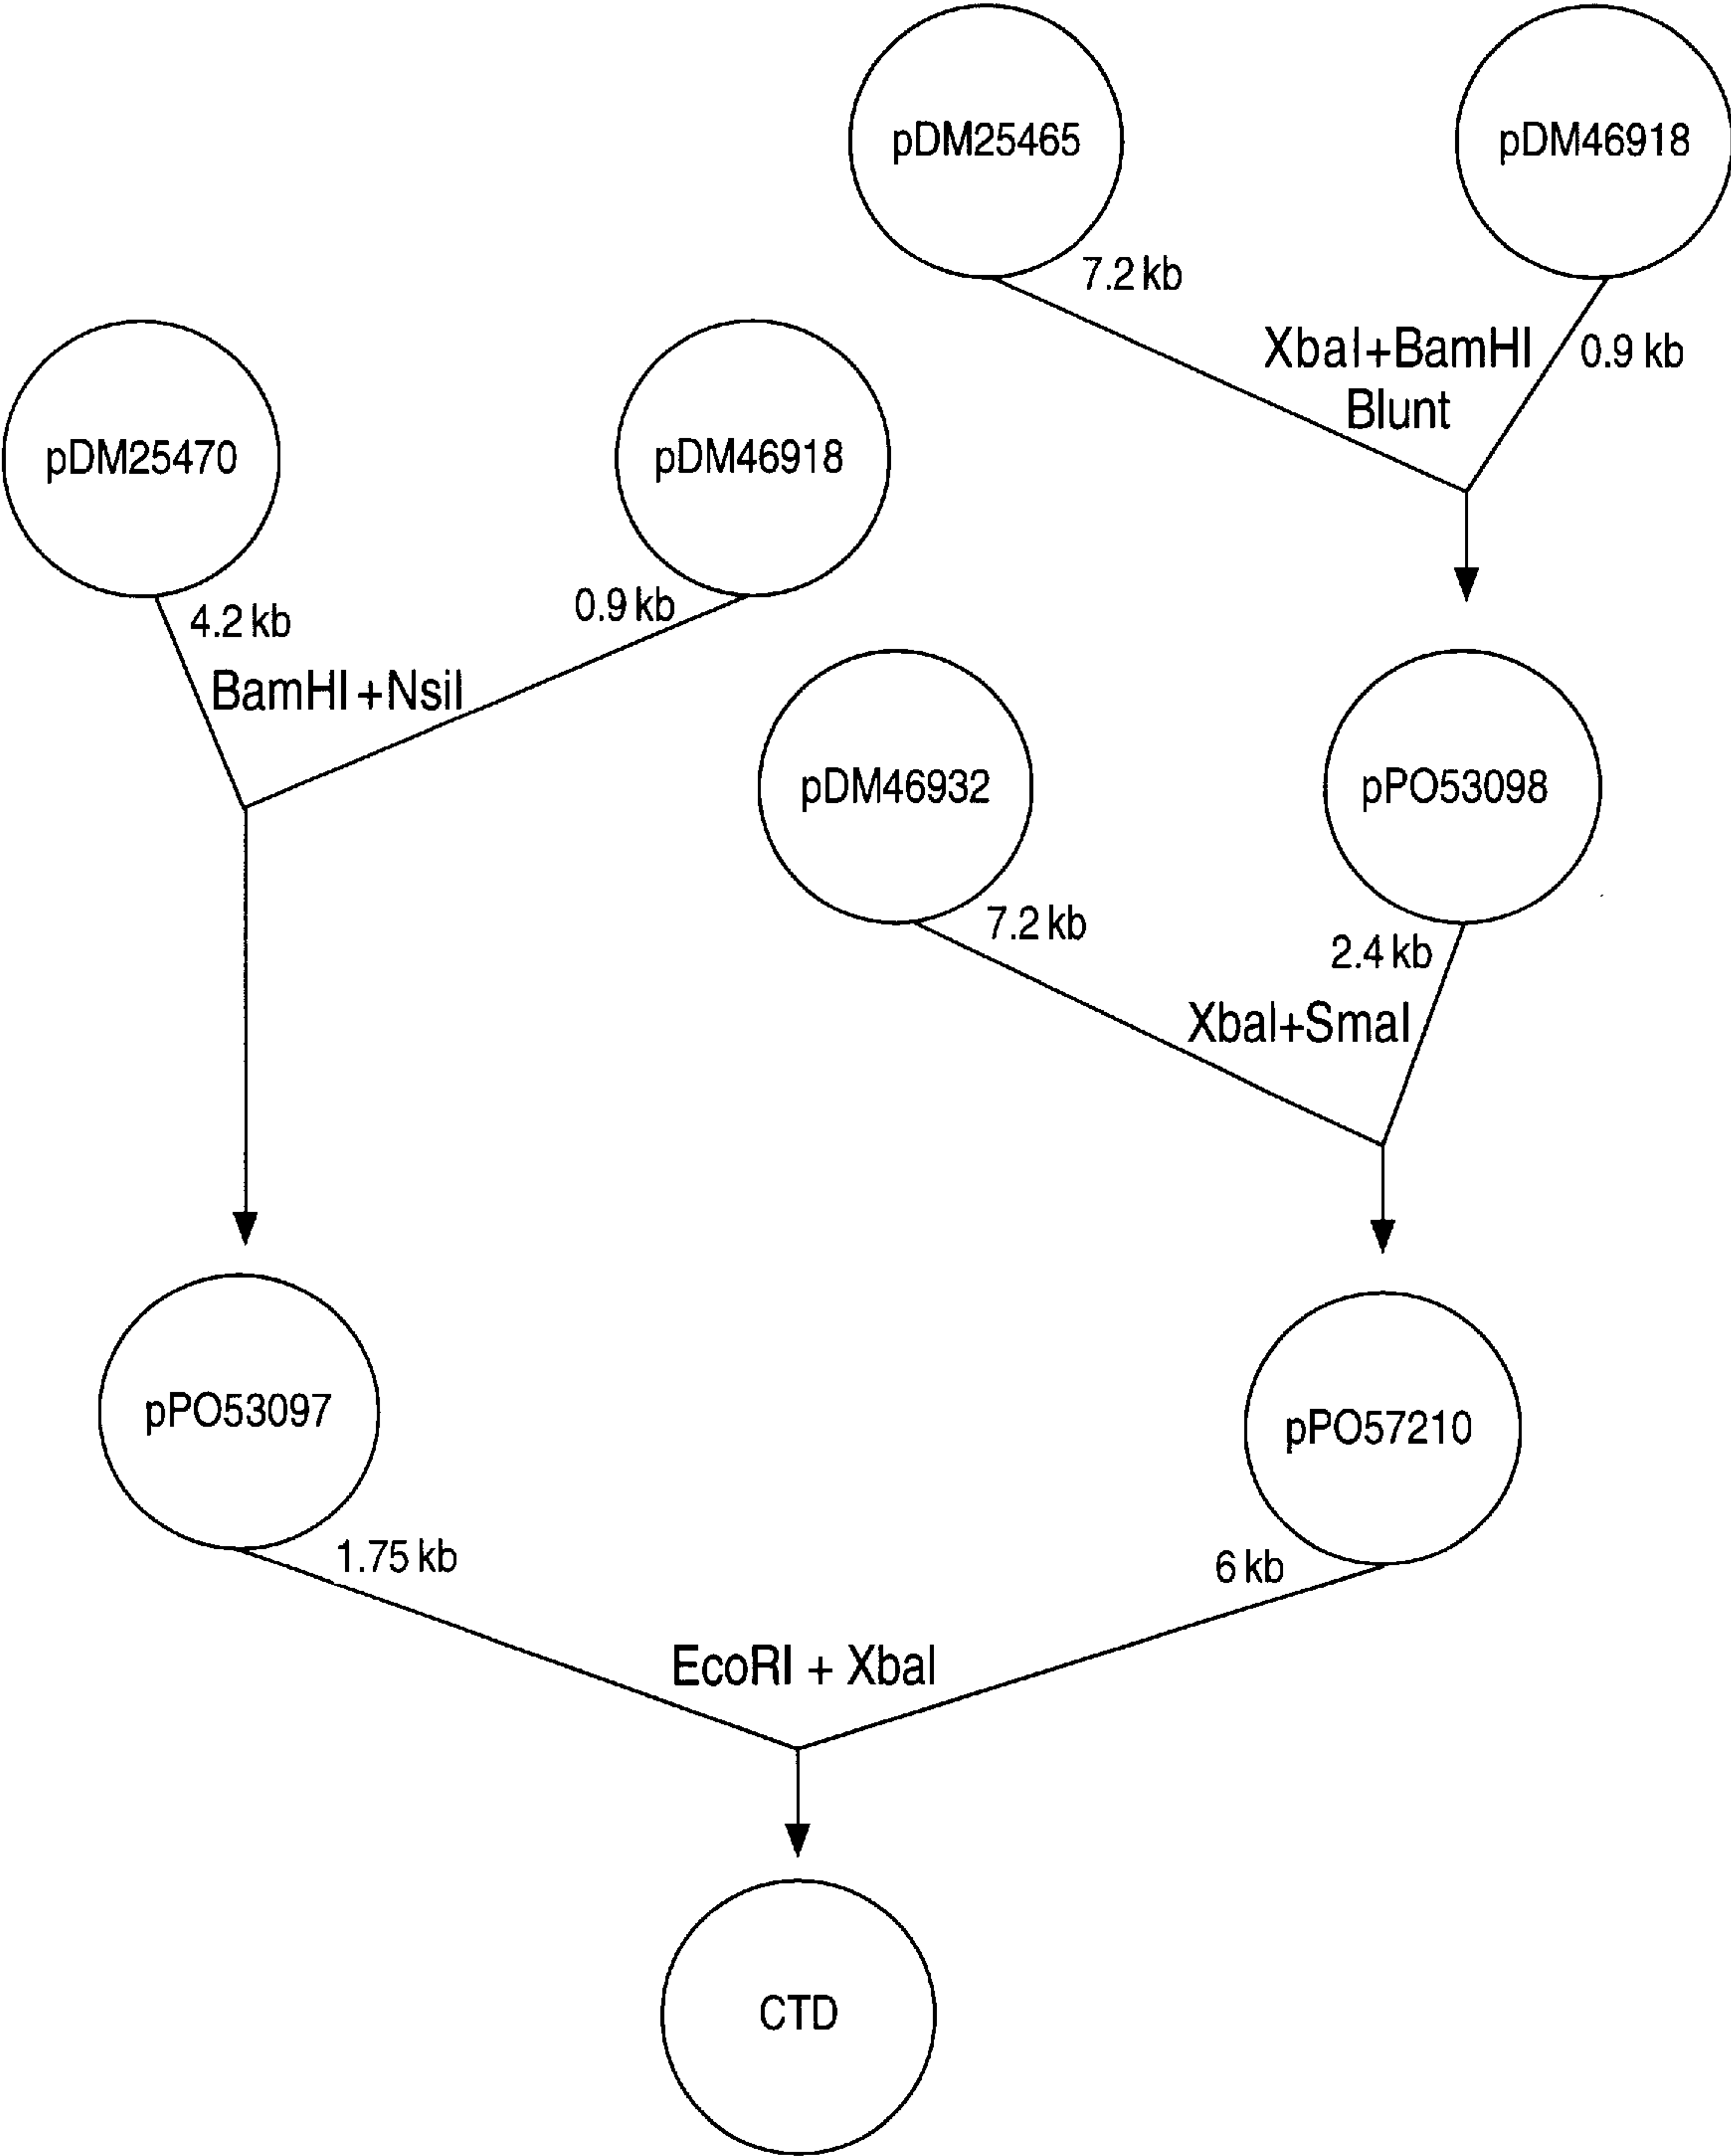 pDM25465
pDM46918
7.2 kb
XbaI+BamHI
Blunt
0.9 kb
pDM25470
pDM46918
4.2 kb
0.9 kb
BamHI+NsiI
pDM46932
pPO53098
7.2 kb
2.4 kb
XbaI+SmaI
pPO53097
pPO57210
1.75 kb
6 kb
EcoRI + XbaI
CTD